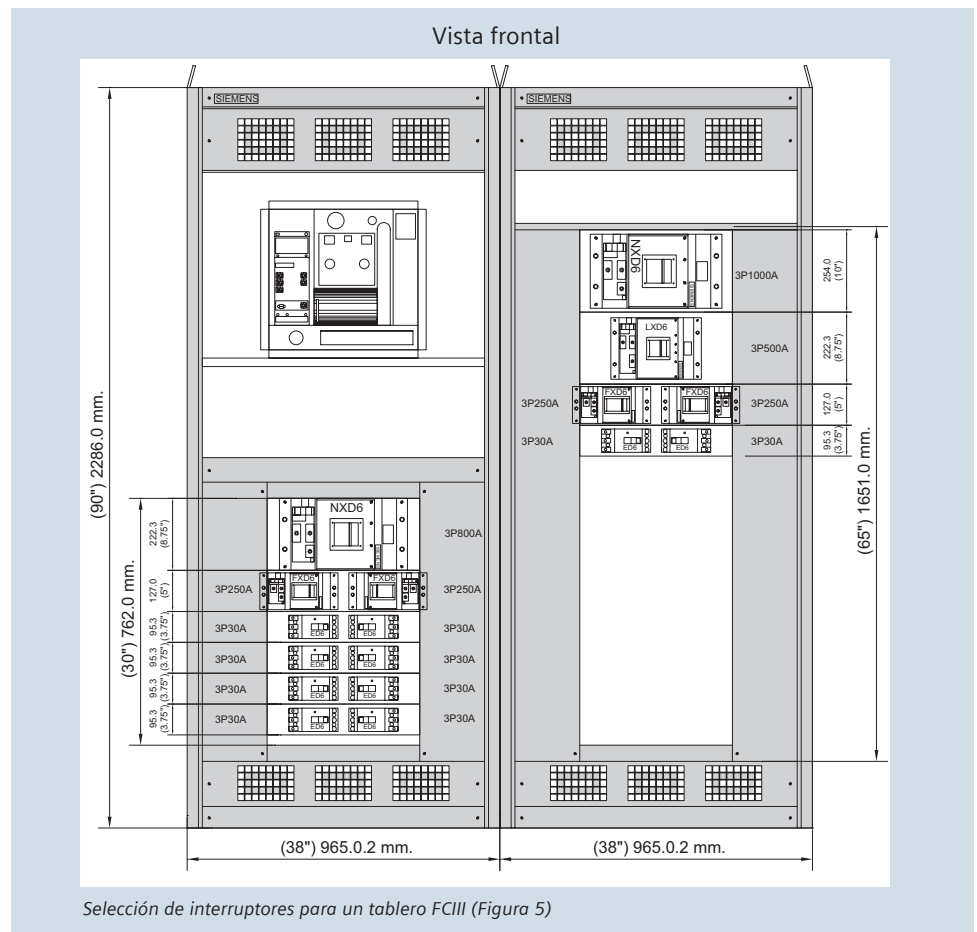 Vista frontal
SIEMENS
SIEMENS
(90") 2286.0 mm.
NXD6
3P1000A
254.0
(10")
LXD6
3P500A
222.3
(8.75")
3P250A
FXD6
FXD6
3P250A
127.0
(5")
3P30A
ED6
ED6
3P30A
95.3
(3.75")
(65") 1651.0 mm.
(30") 762.0 mm.
222.3
(8.75")
NXD6
3P800A
127.0
(5")
3P250A
FXD6
FXD6
3P250A
95.3
(3.75")
3P30A
ED6
ED6
3P30A
95.3
(3.75")
3P30A
ED6
ED6
3P30A
95.3
(3.75")
3P30A
ED6
ED6
3P30A
95.3
(3.75")
3P30A
ED6
ED6
3P30A
(38") 965.0.2 mm.
(38") 965.0.2 mm.
Selección de interruptores para un tablero FCIII (Figura 5)